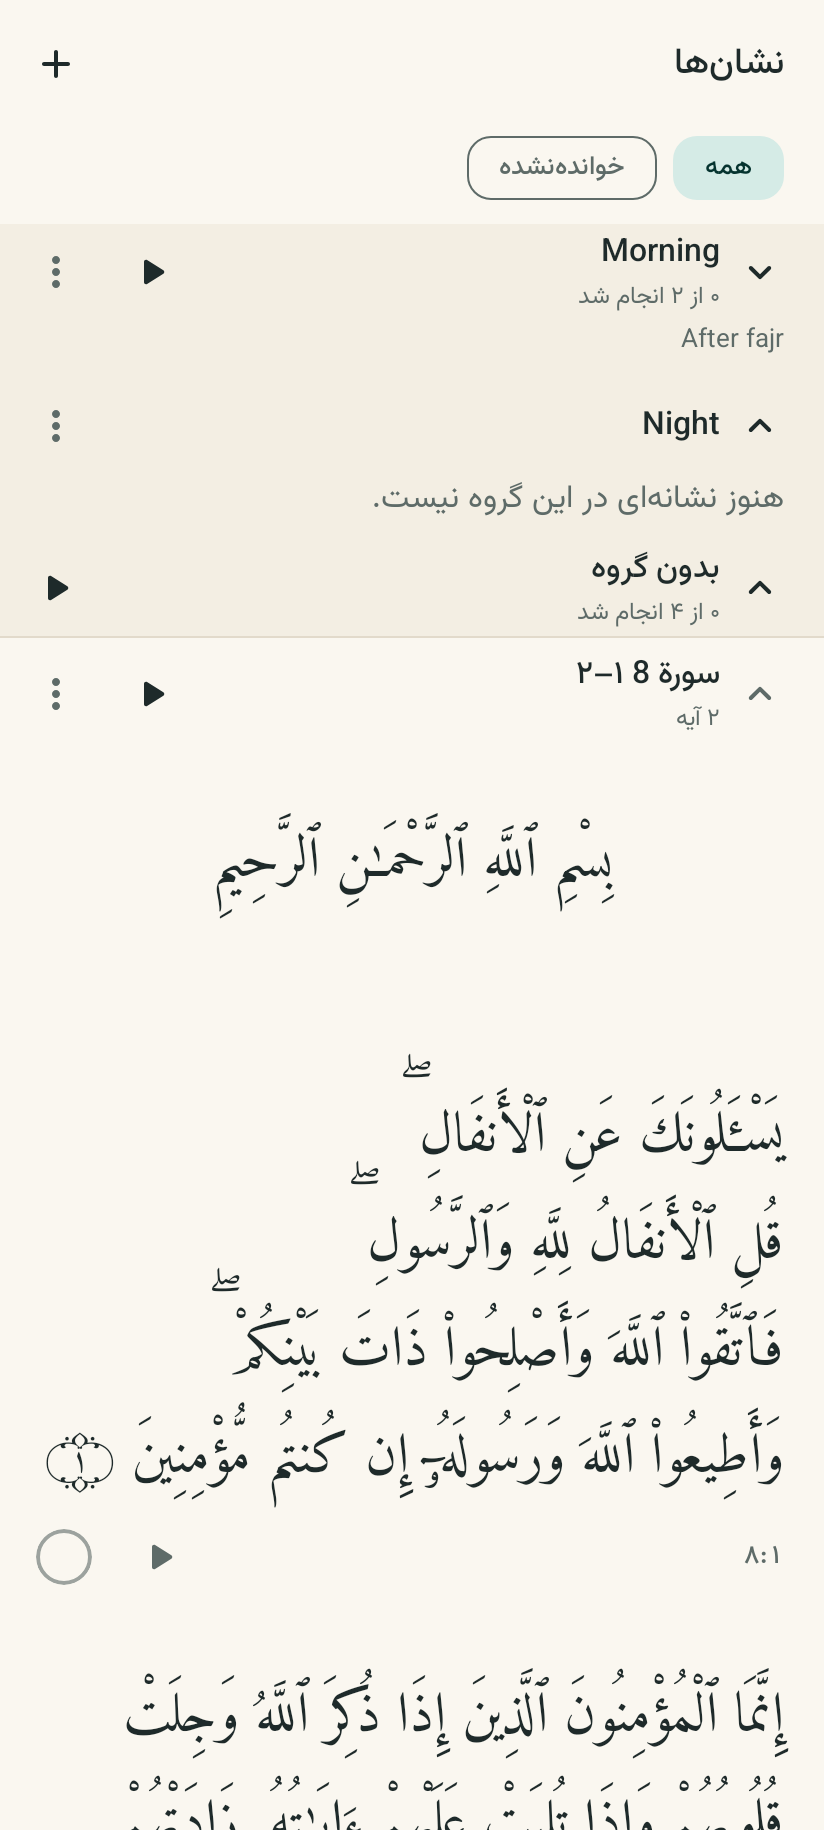 نشان‌ها
همه
خوانده‌نشده
Morning
۰ از ۲ انجام شد
After fajr
Night
هنوز نشانه‌ای در این گروه نیست.
بدون گروه
۰ از ۴ انجام شد
سورة 8 ۱–۲
۲ آیه
بِسْمِ ٱللَّهِ ٱلرَّحْمَـٰنِ ٱلرَّحِيمِ
يَسْـَٔلُونَكَ عَنِ ٱلْأَنفَالِ ۖ
قُلِ ٱلْأَنفَالُ لِلَّهِ وَٱلرَّسُولِ ۖ
فَٱتَّقُوا۟ ٱللَّهَ وَأَصْلِحُوا۟ ذَاتَ بَيْنِكُمْ ۖ
وَأَطِيعُوا۟ ٱللَّهَ وَرَسُولَهُۥٓ إِن كُنتُم مُّؤْمِنِينَ ١
۸:۱
إِنَّمَا ٱلْمُؤْمِنُونَ ٱلَّذِينَ إِذَا ذُكِرَ ٱللَّهُ وَجِلَتْ
قُلُوبُهُمْ وَإِذَا تُلِيَتْ عَلَيْهِمْ ءَايَـٰتُهُۥ زَادَتْهُمْ